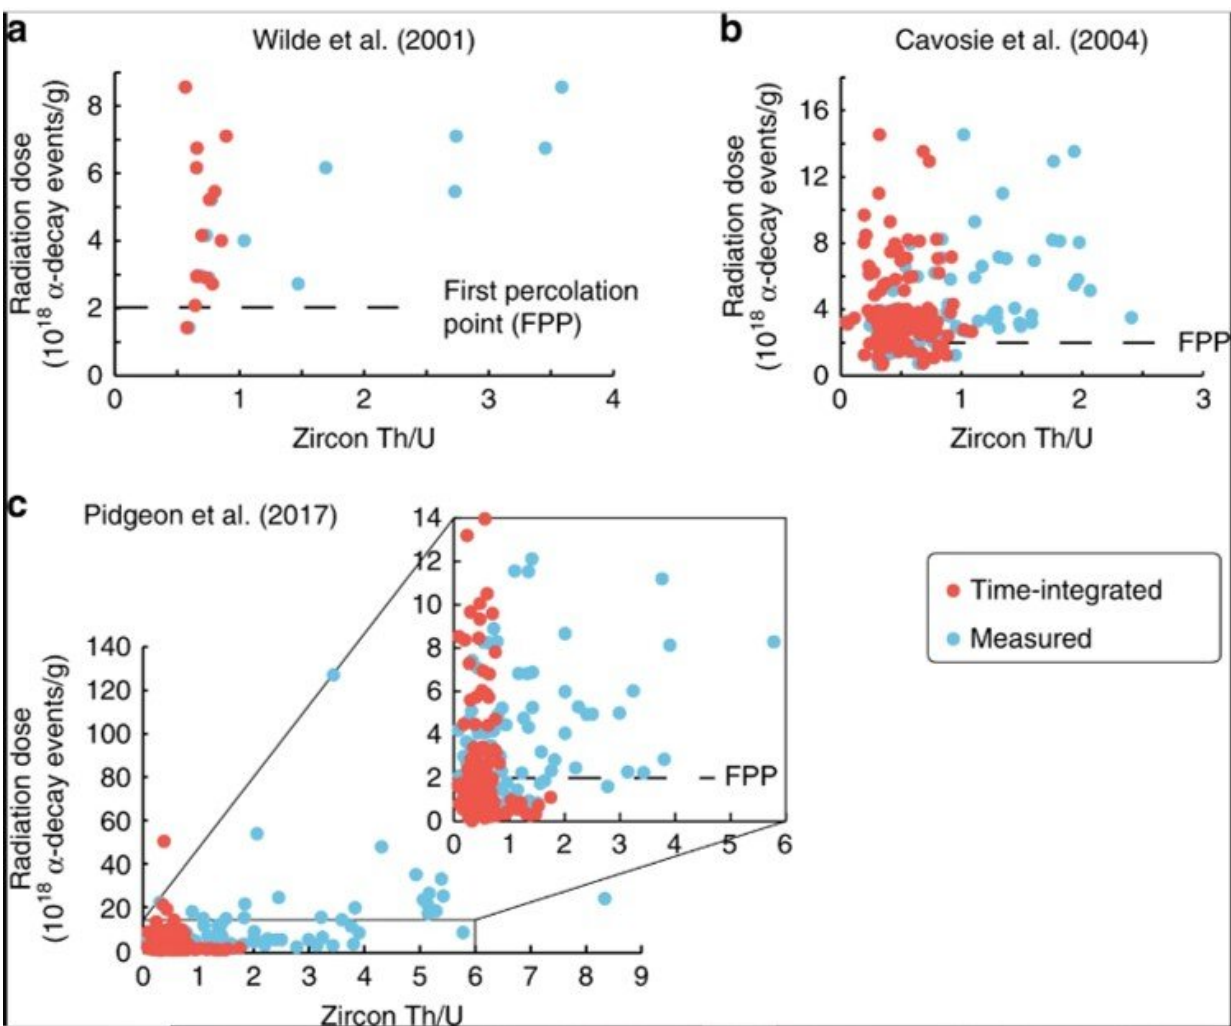 a
Wilde et al. (2001)
Radiation dose
(10¹⁸ α-decay events/g)
8
6
4
2
0
First percolation
point (FPP)
0 1 2 3 4
Zircon Th/U
b
Cavosie et al. (2004)
Radiation dose
(10¹⁸ α-decay events/g)
16
12
8
4
0
FPP
0 1 2 3
Zircon Th/U
c
Pidgeon et al. (2017)
Radiation dose
(10¹⁸ α-decay events/g)
140
120
100
80
60
40
20
0
0 1 2 3 4 5 6 7 8 9
Zircon Th/U
14
12
10
8
6
4
2
0
FPP
0 1 2 3 4 5 6
Time-integrated
Measured